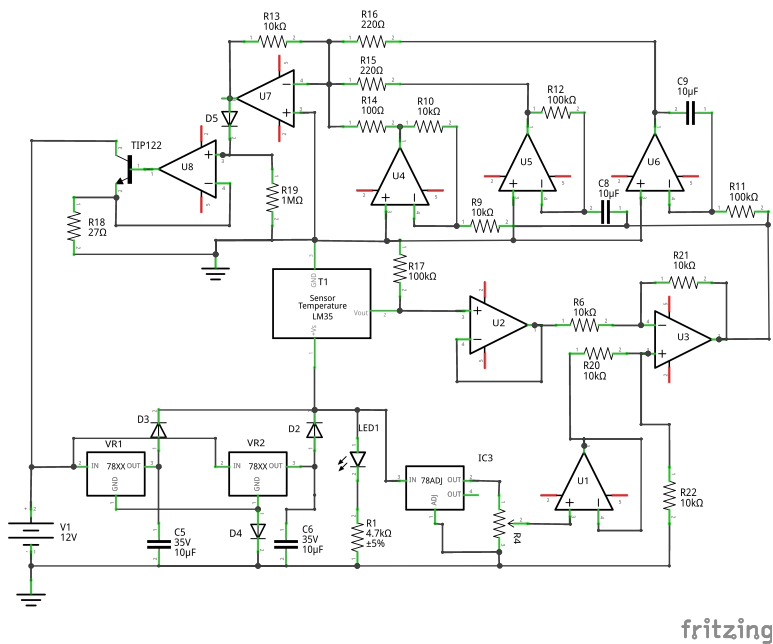 R13
10kΩ
R16
220Ω
R15
220Ω
R14
100Ω
R10
10kΩ
R12
100kΩ
C9
10µF
U7
D5
TIP122
U8
U4
U5
U6
C8
10µF
R11
100kΩ
R19
1MΩ
R9
10kΩ
R18
27Ω
T1
GND
Sensor
Temperature
LM35
Vout
+Vs
R17
100kΩ
R21
10kΩ
U2
R6
10kΩ
R20
10kΩ
U3
D3
D2
LED1
VR1
IN 78XX OUT
GND
VR2
IN 78XX OUT
GND
IC3
IN 78ADJ OUT
OUT
ADJ
U1
R22
10kΩ
R4
V1
12V
C5
35V
10µF
D4
C6
35V
10µF
R1
4.7kΩ
±5%
fritzing